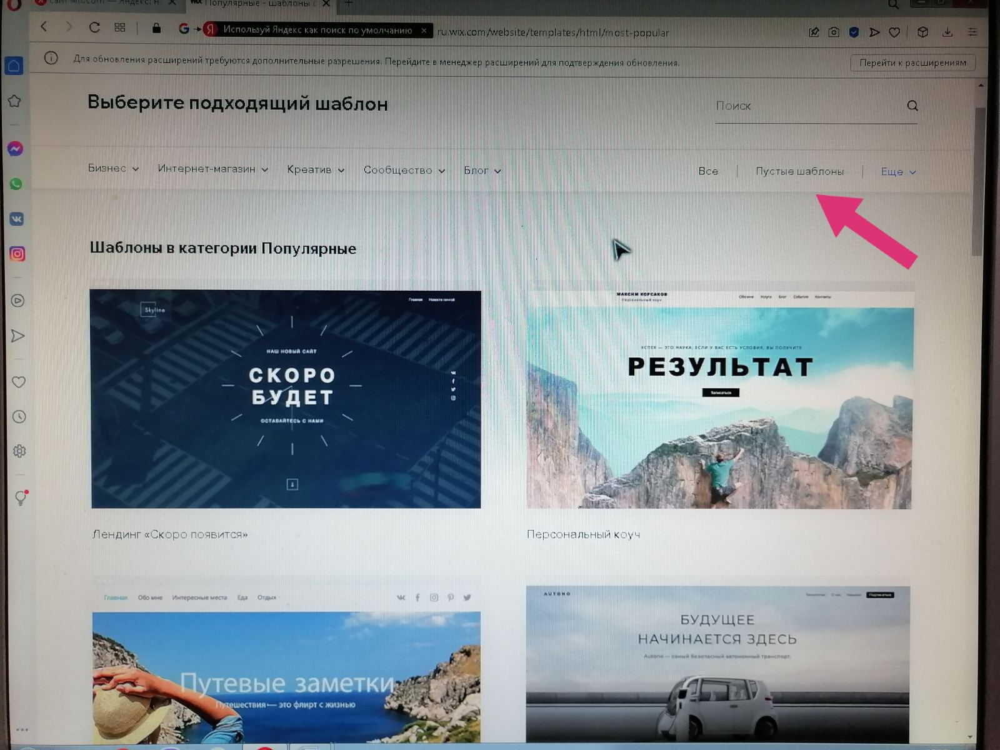 Популярные - шаблоны с
Используй Яндекс как поиск по умолчанию
ru.wix.com/website/templates/html/most-popular
Для обновления расширений требуются дополнительные разрешения. Перейдите в менеджер расширений для подтверждения обновления.
Перейти к расширениям
Выберите подходящий шаблон
Поиск
Бизнес Интернет-магазин Креатив Сообщество Блог
Все Пустые шаблоны Еще
Шаблоны в категории Популярные
Skyline
Главная
НАШ НОВЫЙ САЙТ
СКОРО
БУДЕТ
ОСТАВАЙТЕСЬ С НАМИ
Лендинг «Скоро появится»
МАКСИМ КОРСАКОВ
Персональный коуч
Обо мне Услуги Блог События Контакты
УСПЕХ — ЭТО НАУКА, ЕСЛИ У ВАС ЕСТЬ УСЛОВИЯ, ВЫ ПОЛУЧИТЕ
РЕЗУЛЬТАТ
Записаться
Персональный коуч
Главная Обо мне Интересные места Еда Отдых
Путевые заметки
Путешествия — это флирт с жизнью
AUTONO
БУДУЩЕЕ
НАЧИНАЕТСЯ ЗДЕСЬ
Autono — самый безопасный автономный транспорт.